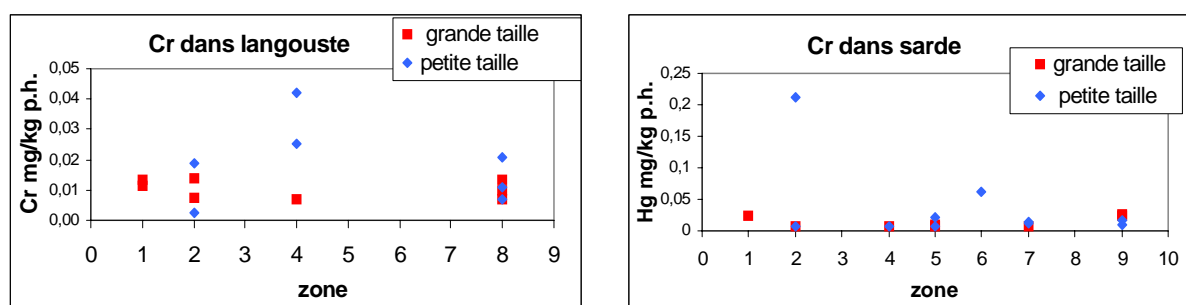 Cr dans langouste
grande taille
petite taille
Cr mg/kg p.h.
0,05
0,04
0,03
0,02
0,01
0,00
0 1 2 3 4 5 6 7 8 9
zone
Cr dans sarde
grande taille
petite taille
Hg mg/kg p.h.
0,25
0,2
0,15
0,1
0,05
0
0 1 2 3 4 5 6 7 8 9 10
zone